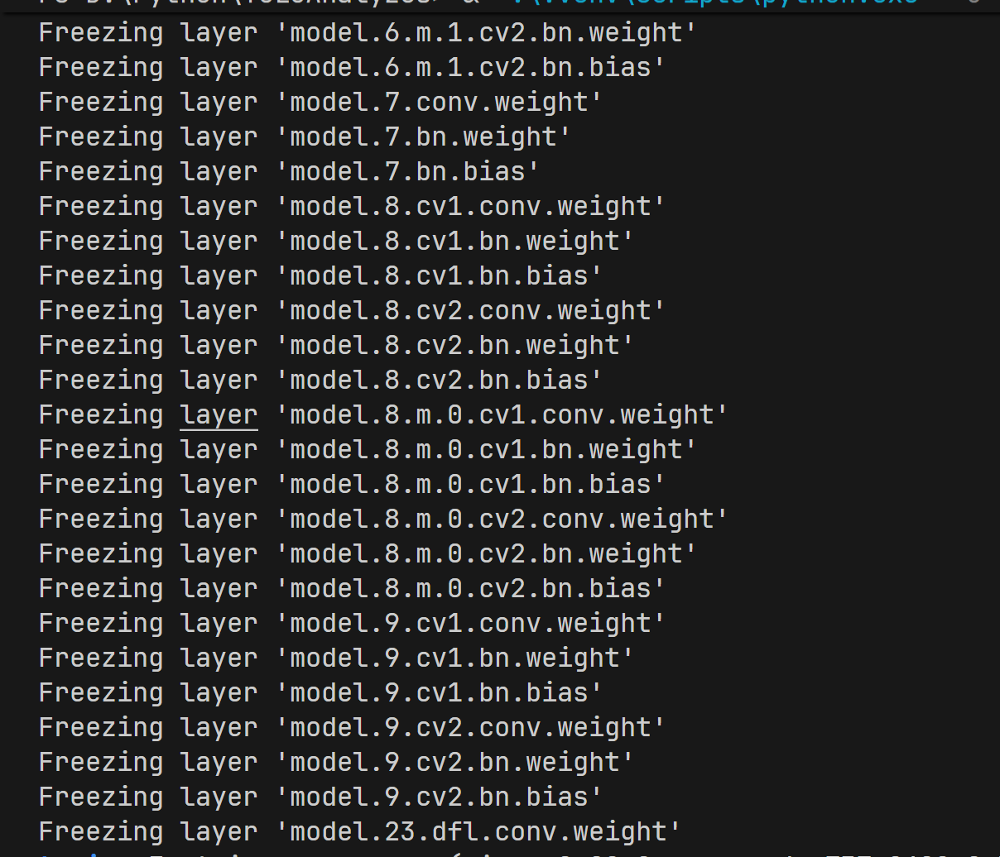 Freezing layer 'model.6.m.1.cv2.bn.weight'
Freezing layer 'model.6.m.1.cv2.bn.bias'
Freezing layer 'model.7.conv.weight'
Freezing layer 'model.7.bn.weight'
Freezing layer 'model.7.bn.bias'
Freezing layer 'model.8.cv1.conv.weight'
Freezing layer 'model.8.cv1.bn.weight'
Freezing layer 'model.8.cv1.bn.bias'
Freezing layer 'model.8.cv2.conv.weight'
Freezing layer 'model.8.cv2.bn.weight'
Freezing layer 'model.8.cv2.bn.bias'
Freezing layer 'model.8.m.0.cv1.conv.weight'
Freezing layer 'model.8.m.0.cv1.bn.weight'
Freezing layer 'model.8.m.0.cv1.bn.bias'
Freezing layer 'model.8.m.0.cv2.conv.weight'
Freezing layer 'model.8.m.0.cv2.bn.weight'
Freezing layer 'model.8.m.0.cv2.bn.bias'
Freezing layer 'model.9.cv1.conv.weight'
Freezing layer 'model.9.cv1.bn.weight'
Freezing layer 'model.9.cv1.bn.bias'
Freezing layer 'model.9.cv2.conv.weight'
Freezing layer 'model.9.cv2.bn.weight'
Freezing layer 'model.9.cv2.bn.bias'
Freezing layer 'model.23.dfl.conv.weight'